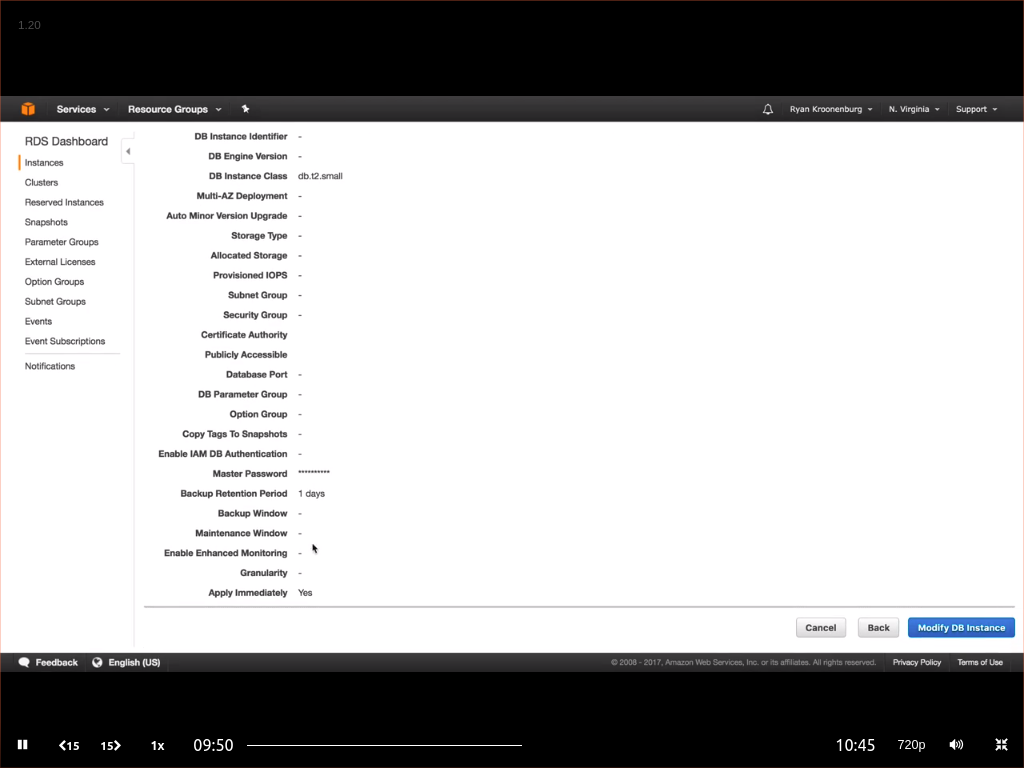 1.20
Services
Resource Groups
Ryan Kroonenburg
N. Virginia
Support
RDS Dashboard
Instances
Clusters
Reserved Instances
Snapshots
Parameter Groups
External Licenses
Option Groups
Subnet Groups
Events
Event Subscriptions
Notifications
DB Instance Identifier -
DB Engine Version -
DB Instance Class db.t2.small
Multi-AZ Deployment -
Auto Minor Version Upgrade -
Storage Type -
Allocated Storage -
Provisioned IOPS -
Subnet Group -
Security Group -
Certificate Authority
Publicly Accessible
Database Port -
DB Parameter Group -
Option Group -
Copy Tags To Snapshots -
Enable IAM DB Authentication -
Master Password **********
Backup Retention Period 1 days
Backup Window -
Maintenance Window -
Enable Enhanced Monitoring -
Granularity -
Apply Immediately Yes
Cancel
Back
Modify DB Instance
Feedback
English (US)
© 2008 - 2017, Amazon Web Services, Inc. or its affiliates. All rights reserved.
Privacy Policy
Terms of Use
15
15
1x
09:50
10:45
720p